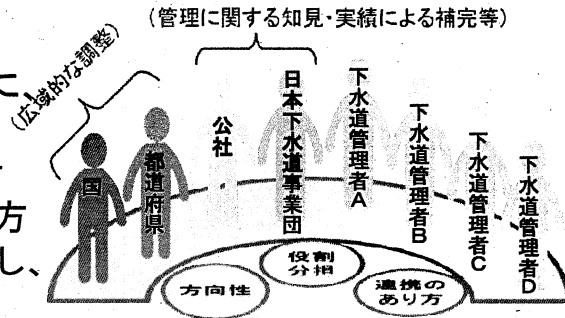 (管理に関する知見・実績による補完等)
(広域的な調整)
に、
方
し、
国
都道府県
公社
日本下水道事業団
下水道管理者A
下水道管理者B
下水道管理者C
下水道管理者D
方向性
役割
分担
連携の
あり方